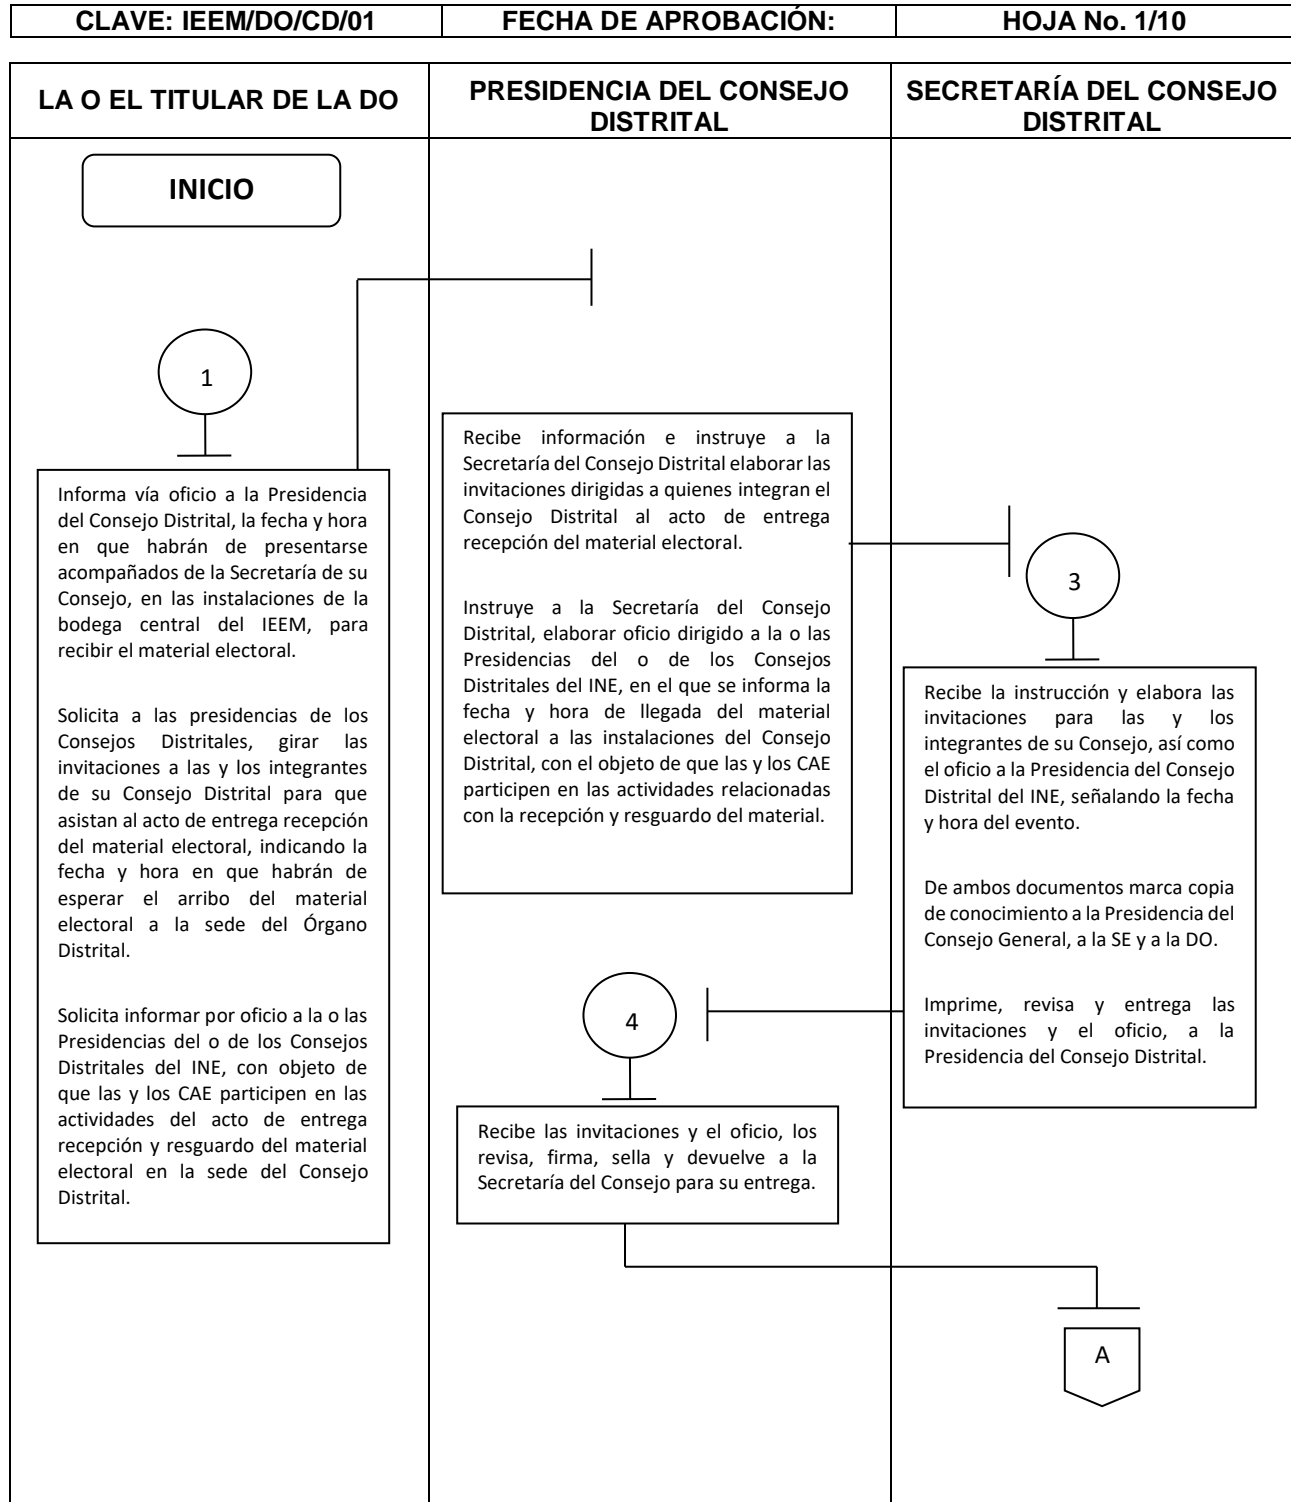 CLAVE: IEEM/DO/CD/01 FECHA DE APROBACIÓN: HOJA No. 1/10
LA O EL TITULAR DE LA DO
PRESIDENCIA DEL CONSEJO
DISTRITAL
SECRETARÍA DEL CONSEJO
DISTRITAL
INICIO
1
Informa vía oficio a la Presidencia
del Consejo Distrital, la fecha y hora
en que habrán de presentarse
acompañados de la Secretaría de su
Consejo, en las instalaciones de la
bodega central del IEEM, para
recibir el material electoral.
Solicita a las presidencias de los
Consejos Distritales, girar las
invitaciones a las y los integrantes
de su Consejo Distrital para que
asistan al acto de entrega recepción
del material electoral, indicando la
fecha y hora en que habrán de
esperar el arribo del material
electoral a la sede del Órgano
Distrital.
Solicita informar por oficio a la o las
Presidencias del o de los Consejos
Distritales del INE, con objeto de
que las y los CAE participen en las
actividades del acto de entrega
recepción y resguardo del material
electoral en la sede del Consejo
Distrital.
Recibe información e instruye a la
Secretaría del Consejo Distrital elaborar las
invitaciones dirigidas a quienes integran el
Consejo Distrital al acto de entrega
recepción del material electoral.
Instruye a la Secretaría del Consejo
Distrital, elaborar oficio dirigido a la o las
Presidencias del o de los Consejos
Distritales del INE, en el que se informa la
fecha y hora de llegada del material
electoral a las instalaciones del Consejo
Distrital, con el objeto de que las y los CAE
participen en las actividades relacionadas
con la recepción y resguardo del material.
3
Recibe la instrucción y elabora las
invitaciones para las y los
integrantes de su Consejo, así como
el oficio a la Presidencia del Consejo
Distrital del INE, señalando la fecha
y hora del evento.
De ambos documentos marca copia
de conocimiento a la Presidencia del
Consejo General, a la SE y a la DO.
Imprime, revisa y entrega las
invitaciones y el oficio, a la
Presidencia del Consejo Distrital.
4
Recibe las invitaciones y el oficio, los
revisa, firma, sella y devuelve a la
Secretaría del Consejo para su entrega.
A